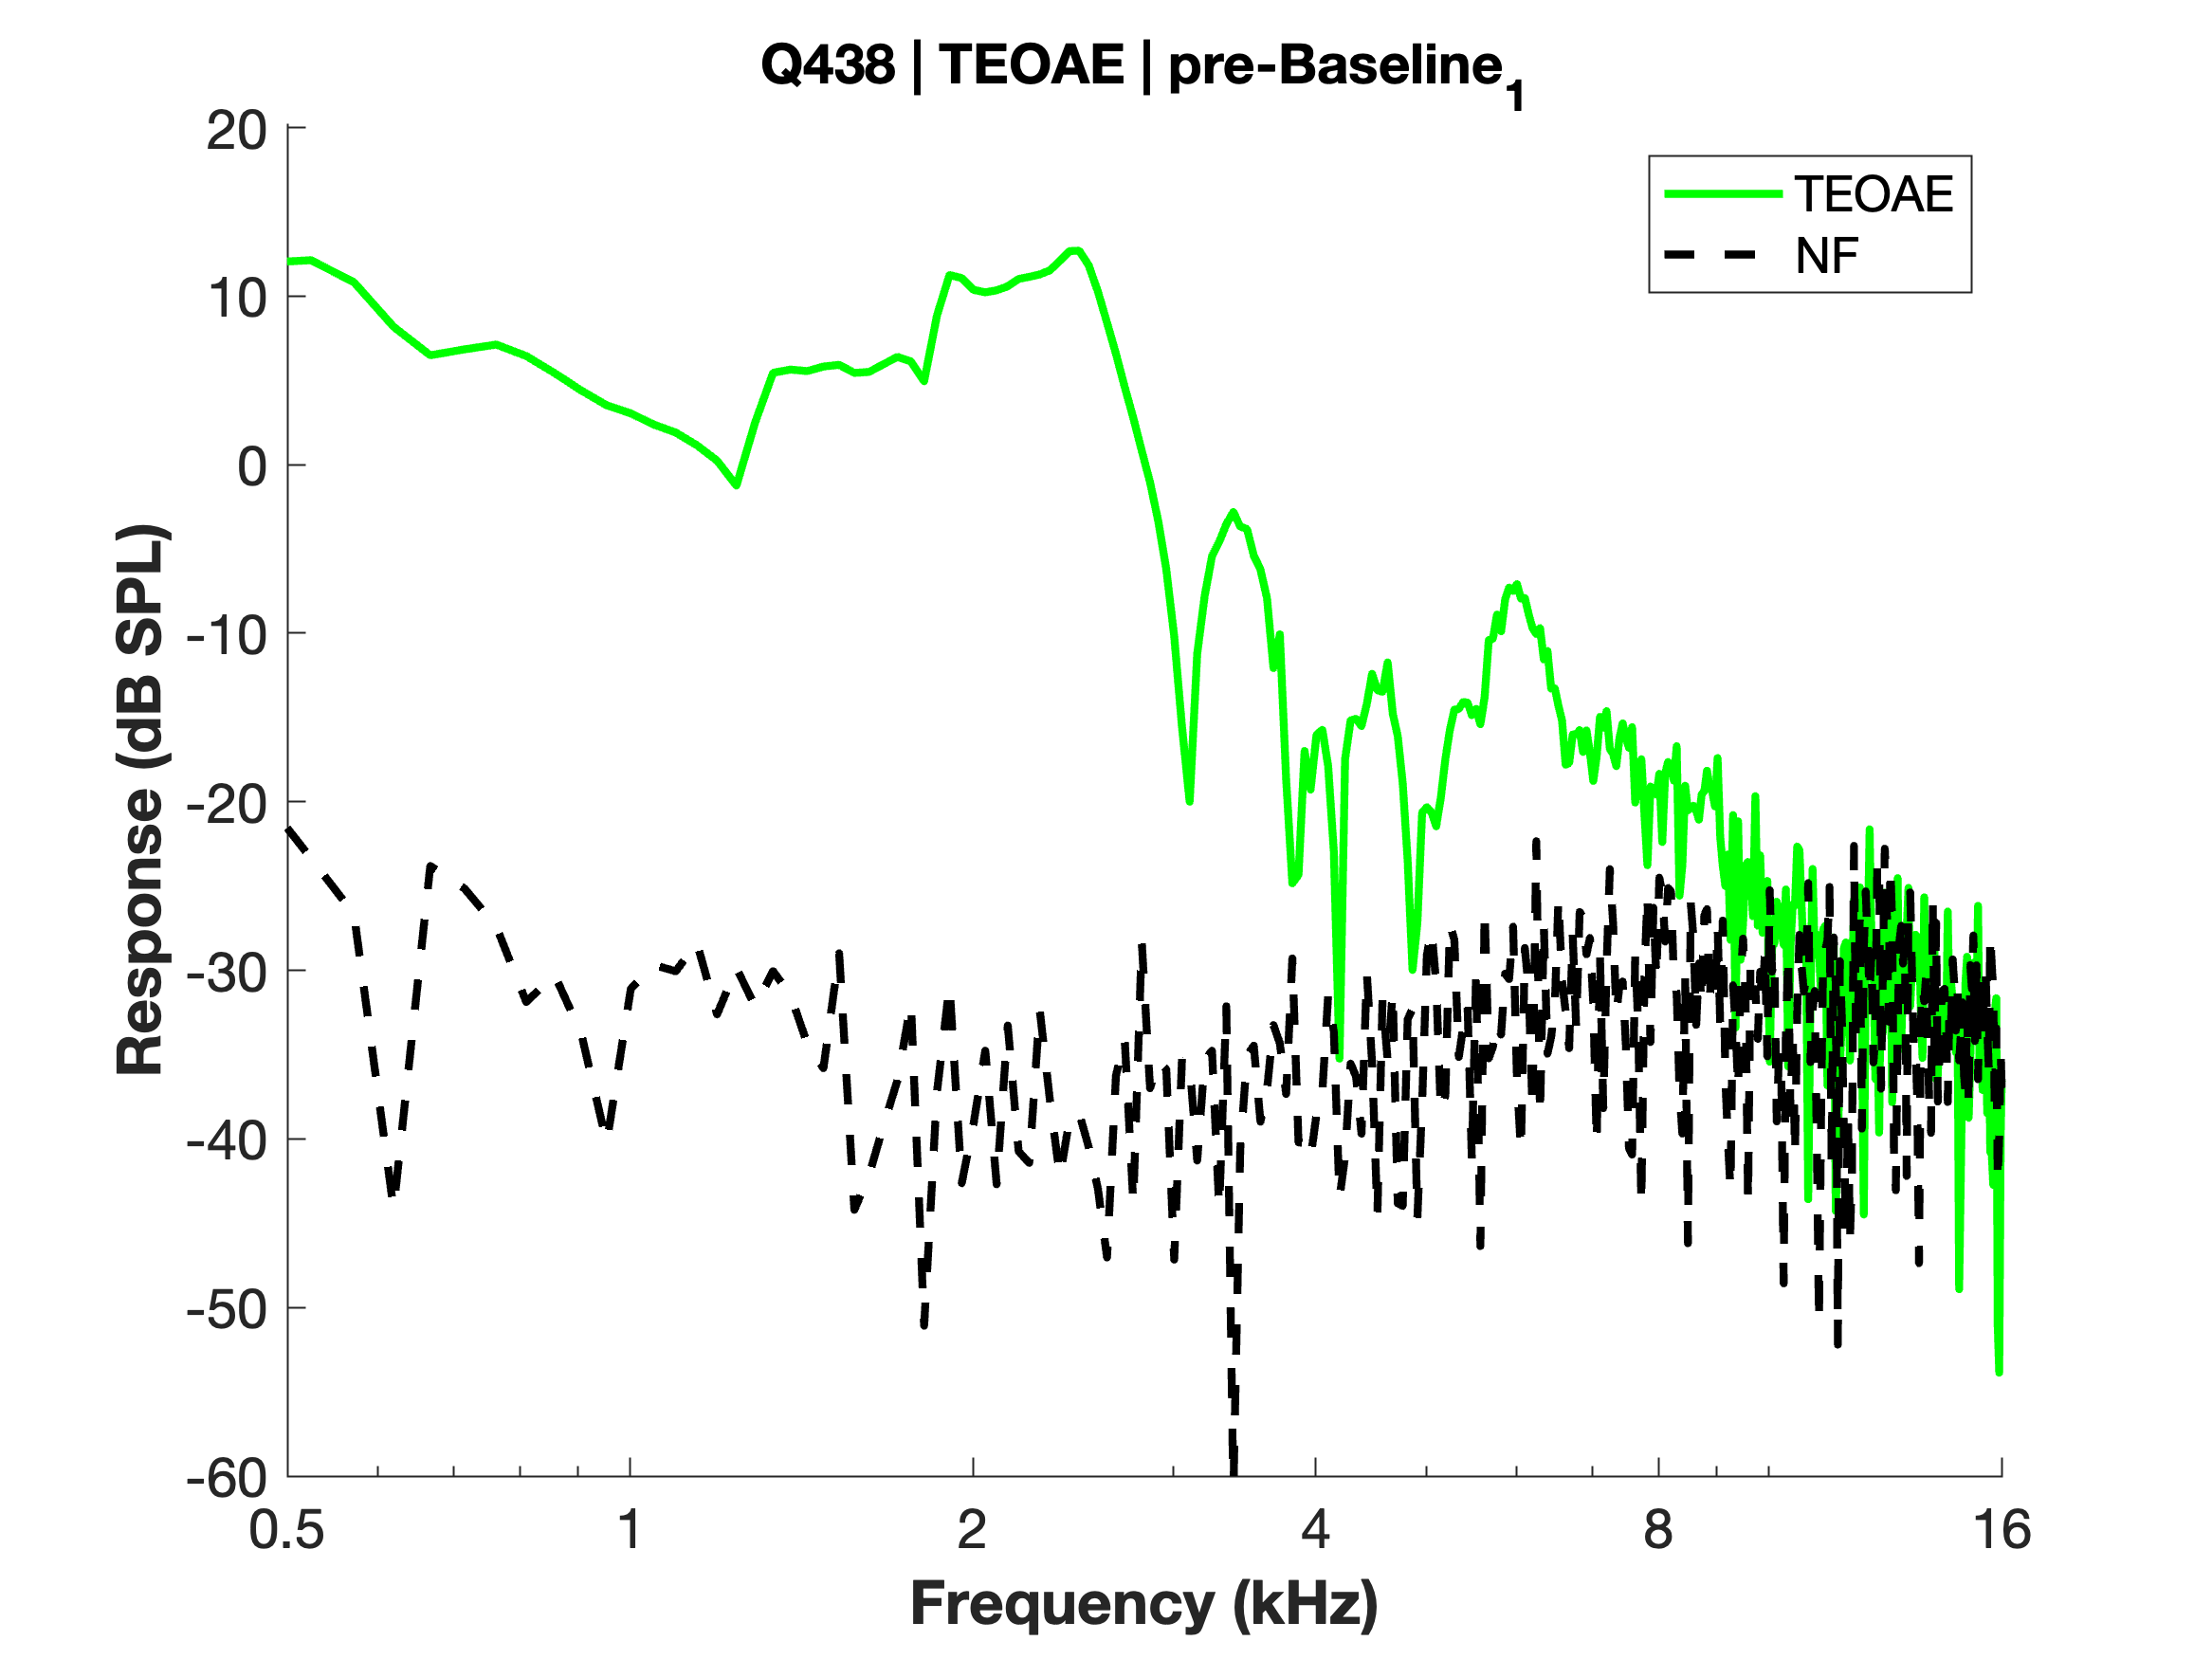 Q438 | TEOAE | pre-Baseline1
20
10
0
-10
-20
-30
-40
-50
-60
Response (dB SPL)
TEOAE
NF
0.5 1 2 4 8 16
Frequency (kHz)